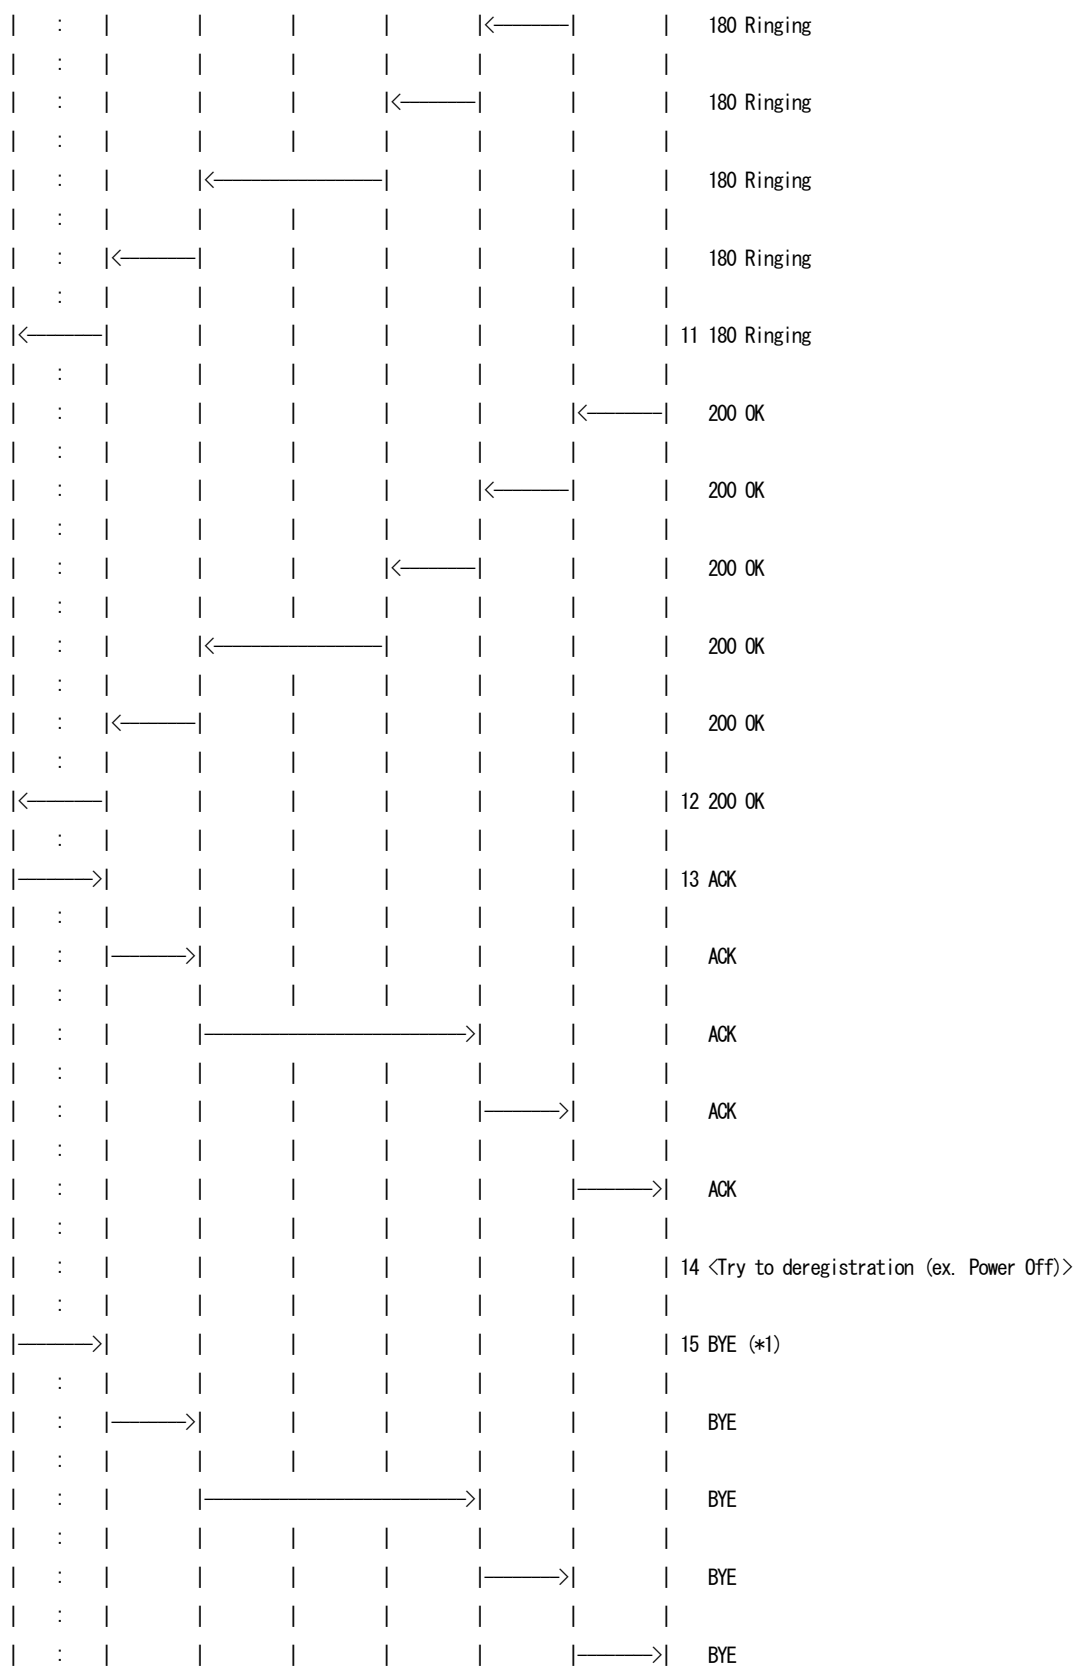 180 Ringing
180 Ringing
180 Ringing
180 Ringing
11 180 Ringing
200 OK
200 OK
200 OK
200 OK
200 OK
12 200 OK
13 ACK
ACK
ACK
ACK
ACK
14 <Try to deregistration (ex. Power Off)>
15 BYE (*1)
BYE
BYE
BYE
BYE